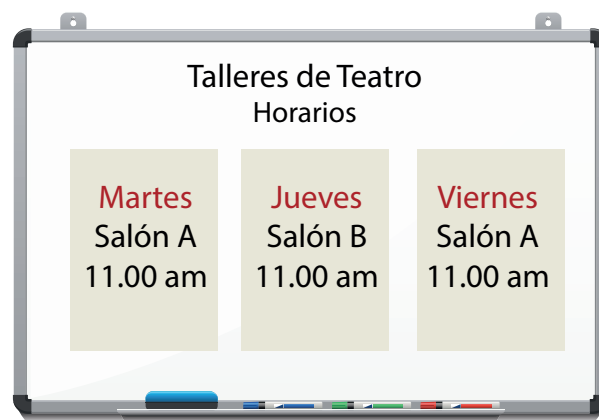 Talleres de Teatro
Horarios
Martes
Salón A
11.00 am
Jueves
Salón B
11.00 am
Viernes
Salón A
11.00 am